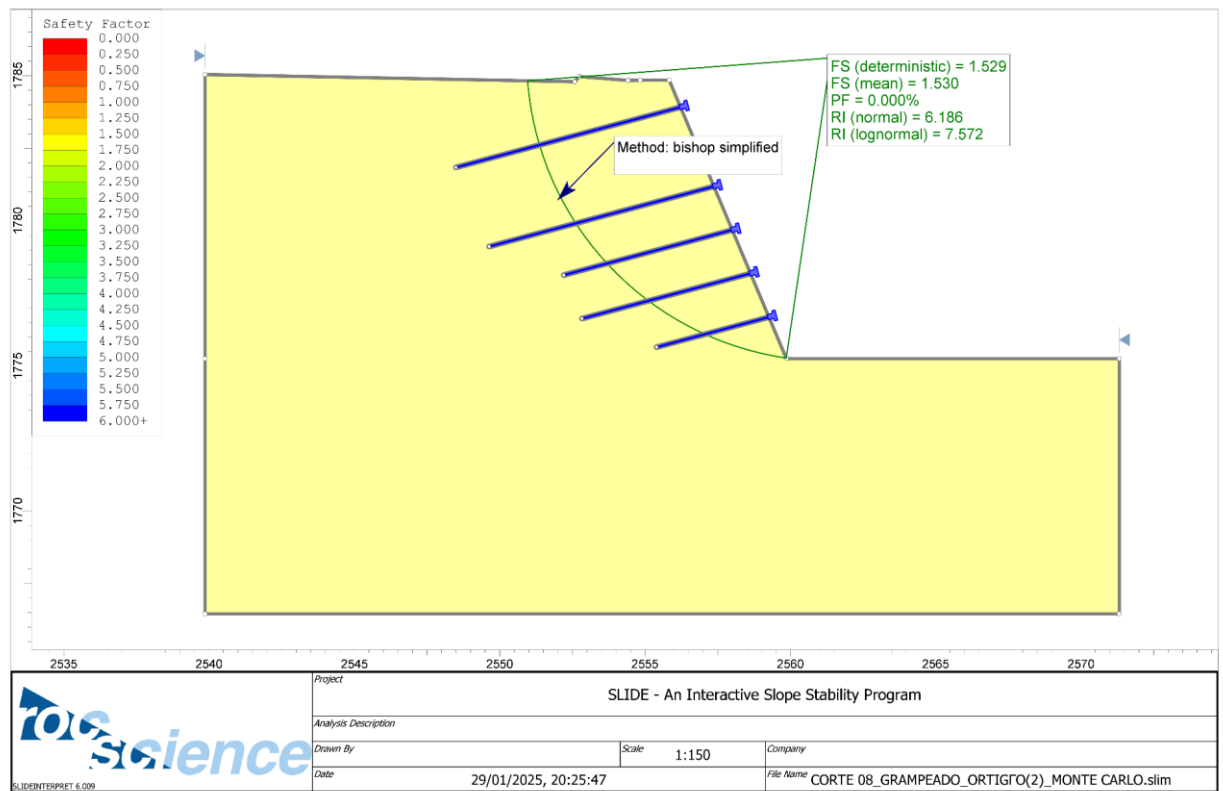 Safety Factor
0.000
0.250
0.500
0.750
1.000
1.250
1.500
1.750
2.000
2.250
2.500
2.750
3.000
3.250
3.500
3.750
4.000
4.250
4.500
4.750
5.000
5.250
5.500
5.750
6.000+
FS (deterministic) = 1.529
FS (mean) = 1.530
PF = 0.000%
RI (normal) = 6.186
RI (lognormal) = 7.572
Method: bishop simplified
1785
1780
1775
1770
2535 2540 2545 2550 2555 2560 2565 2570
rocscience
SLIDEINTERPRET 6.009
Project
SLIDE - An Interactive Slope Stability Program
Analysis Description
Drawn By
Scale 1:150
Company
Date 29/01/2025, 20:25:47
File Name CORTE 08_GRAMPEADO_ORTIGГO(2)_MONTE CARLO.slim